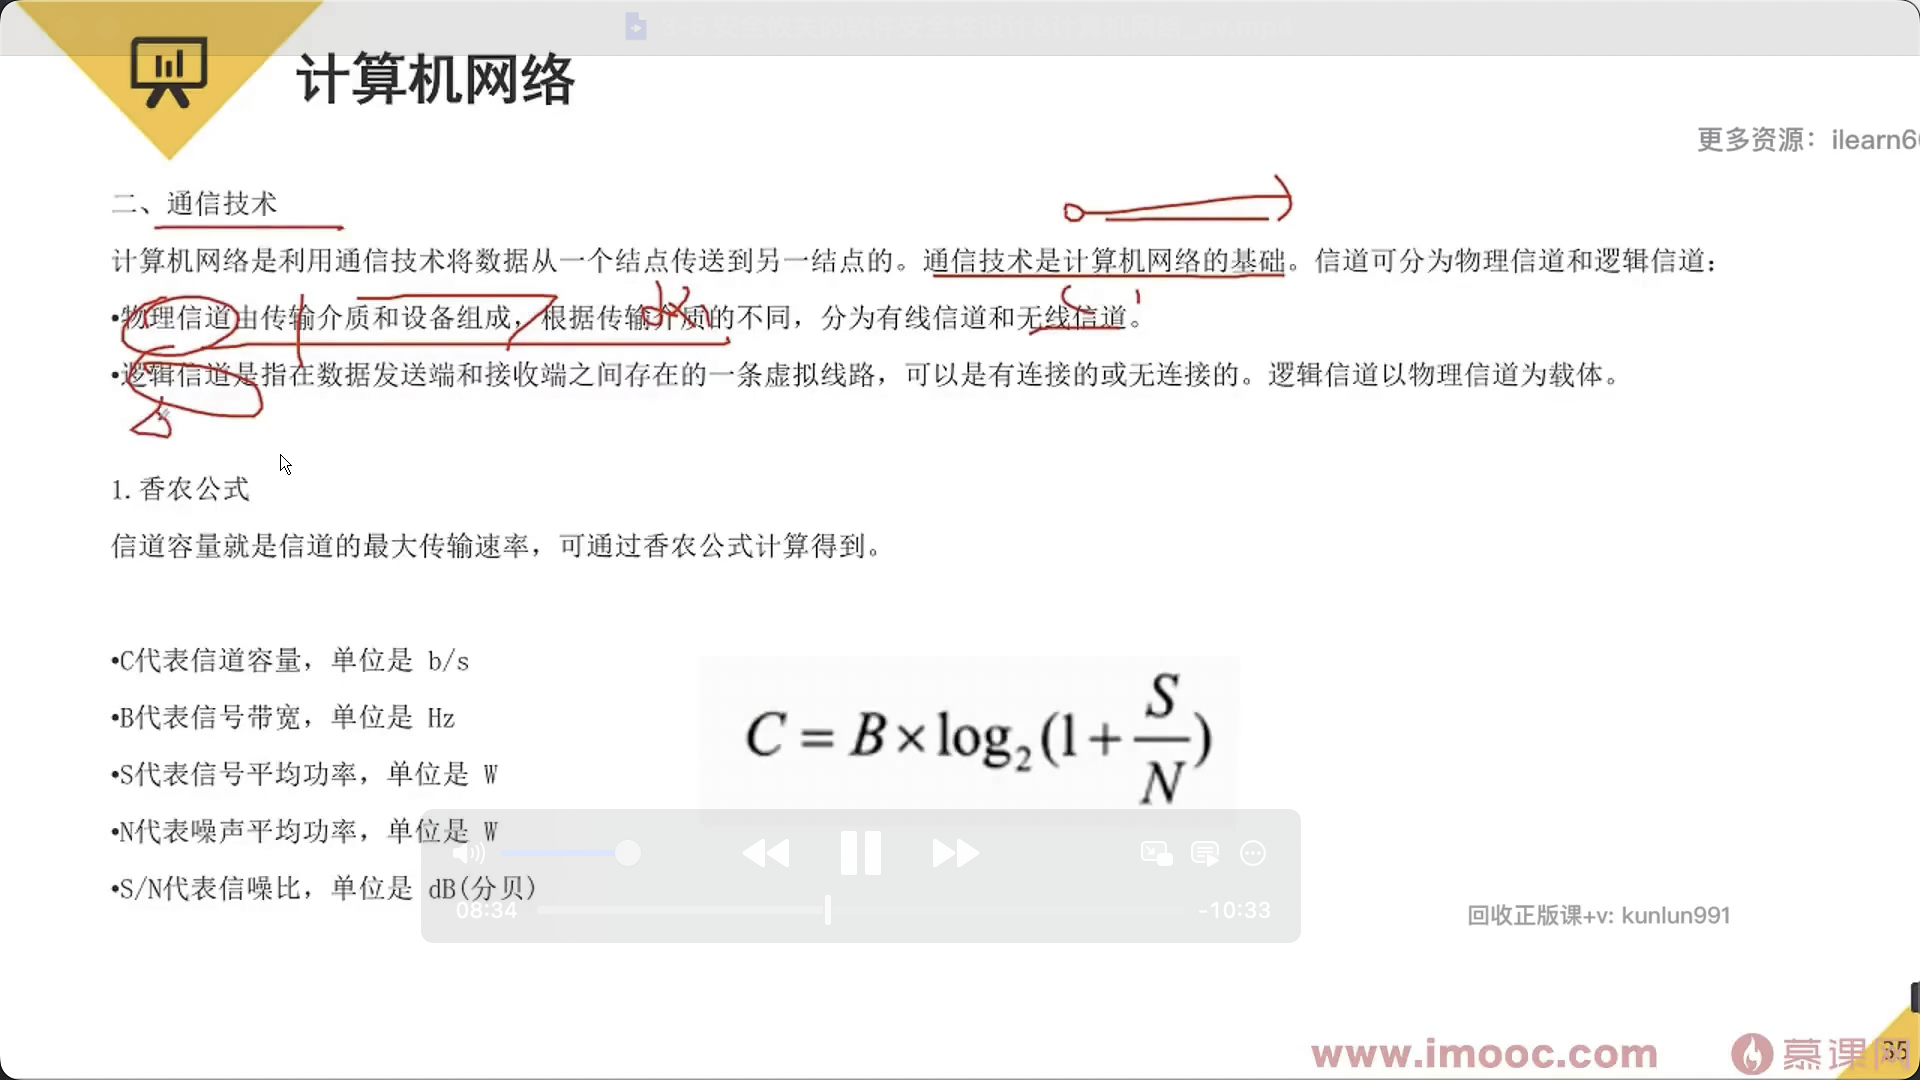 计算机网络
更多资源：ilearn6
二、通信技术
计算机网络是利用通信技术将数据从一个结点传送到另一结点的。通信技术是计算机网络的基础。信道可分为物理信道和逻辑信道：
•物理信道由传输介质和设备组成，根据传输介质的不同，分为有线信道和无线信道。
•逻辑信道是指在数据发送端和接收端之间存在的一条虚拟线路，可以是有连接的或无连接的。逻辑信道以物理信道为载体。
1.香农公式
信道容量就是信道的最大传输速率，可通过香农公式计算得到。
•C代表信道容量，单位是 b/s
•B代表信号带宽，单位是 Hz
•S代表信号平均功率，单位是 W
•N代表噪声平均功率，单位是 W
•S/N代表信噪比，单位是 dB(分贝)
C = B × log₂(1 + S/N)
08:34
-10:33
回收正版课+v: kunlun991
www.imooc.com
慕课网
35